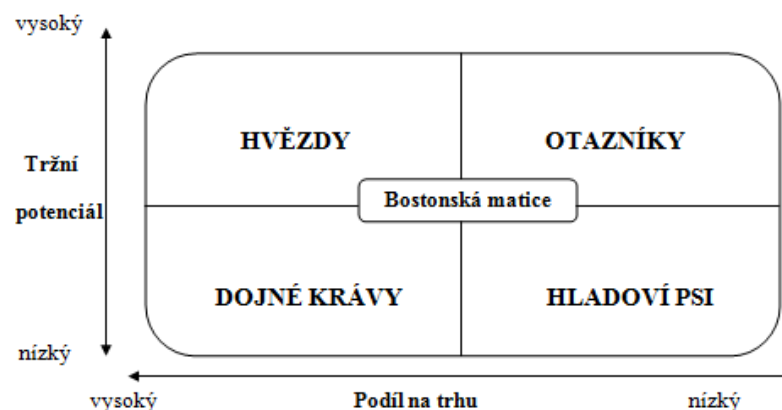 vysoký
HVĚZDY OTAZNÍKY
Tržní
potenciál
Bostonská matice
DOJNÉ KRÁVY HLADOVÍ PSI
nízký
vysoký Podíl na trhu nízký